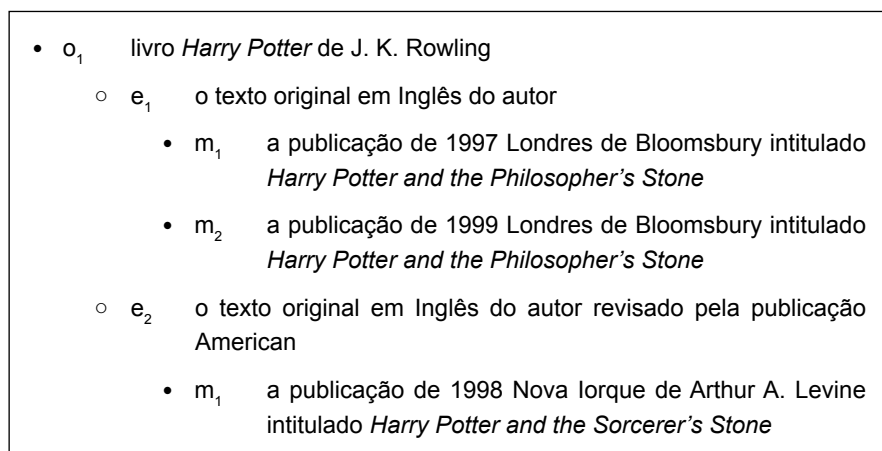 • o₁ livro Harry Potter de J. K. Rowling
○ e₁ o texto original em Inglês do autor
• m₁ a publicação de 1997 Londres de Bloomsbury intitulado
Harry Potter and the Philosopher’s Stone
• m₂ a publicação de 1999 Londres de Bloomsbury intitulado
Harry Potter and the Philosopher’s Stone
○ e₂ o texto original em Inglês do autor revisado pela publicação
American
• m₁ a publicação de 1998 Nova Iorque de Arthur A. Levine
intitulado Harry Potter and the Sorcerer’s Stone